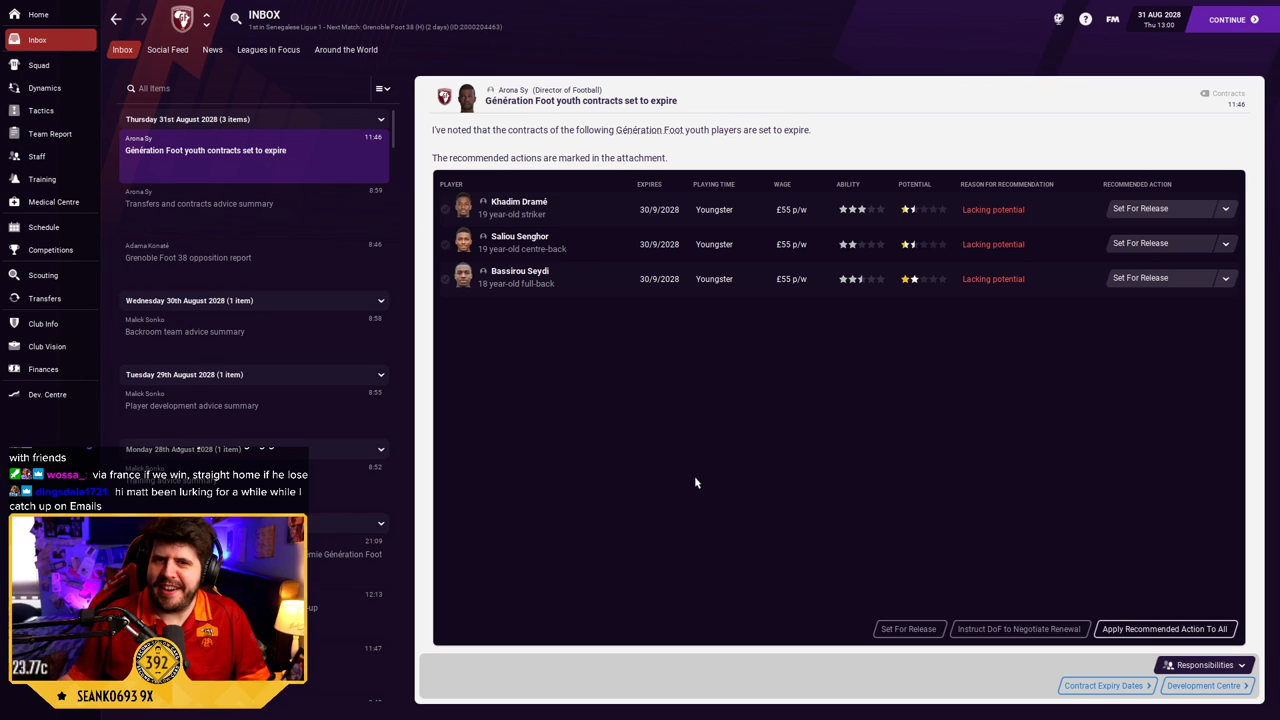 Home
Inbox
Squad
Dynamics
Tactics
Team Report
Staff
Training
Medical Centre
Schedule
Competitions
Scouting
Transfers
Club Info
Club Vision
Finances
Dev. Centre
INBOX
1st in Senegalese Ligue 1 - Next Match: Grenoble Foot 38 (H) (2 days) (ID:2000204463)
FM
31 AUG 2028
Thu 13:00
CONTINUE
Inbox
Social Feed
News
Leagues in Focus
Around the World
All Items
Thursday 31st August 2028 (3 items)
Arona Sy 11:46
Génération Foot youth contracts set to expire
Arona Sy 8:59
Transfers and contracts advice summary
Adama Konaté 8:46
Grenoble Foot 38 opposition report
Wednesday 30th August 2028 (1 item)
Malick Sonko 8:58
Backroom team advice summary
Tuesday 29th August 2028 (1 item)
Malick Sonko 8:55
Player development advice summary
Monday 28th August 2028 (1 item)
Malick Sonko 8:52
Training advice summary
21:09
mie Génération Foot
12:13
-up
11:47
with friends
wossa_: via france if we win, straight home if he lose
dingsdale1721 hi matt been lurking for a while while I
catch up on Emails
23.77c
392
SEANK0693 9X
Arona Sy (Director of Football)
Génération Foot youth contracts set to expire
Contracts
11:46
I've noted that the contracts of the following Génération Foot youth players are set to expire.
The recommended actions are marked in the attachment.
PLAYER EXPIRES PLAYING TIME WAGE ABILITY POTENTIAL REASON FOR RECOMMENDATION RECOMMENDED ACTION
Khadim Dramé
19 year-old striker
30/9/2028 Youngster £55 p/w Lacking potential Set For Release
Saliou Senghor
19 year-old centre-back
30/9/2028 Youngster £55 p/w Lacking potential Set For Release
Bassirou Seydi
18 year-old full-back
30/9/2028 Youngster £55 p/w Lacking potential Set For Release
Set For Release
Instruct DoF to Negotiate Renewal
Apply Recommended Action To All
Responsibilities
Contract Expiry Dates
Development Centre